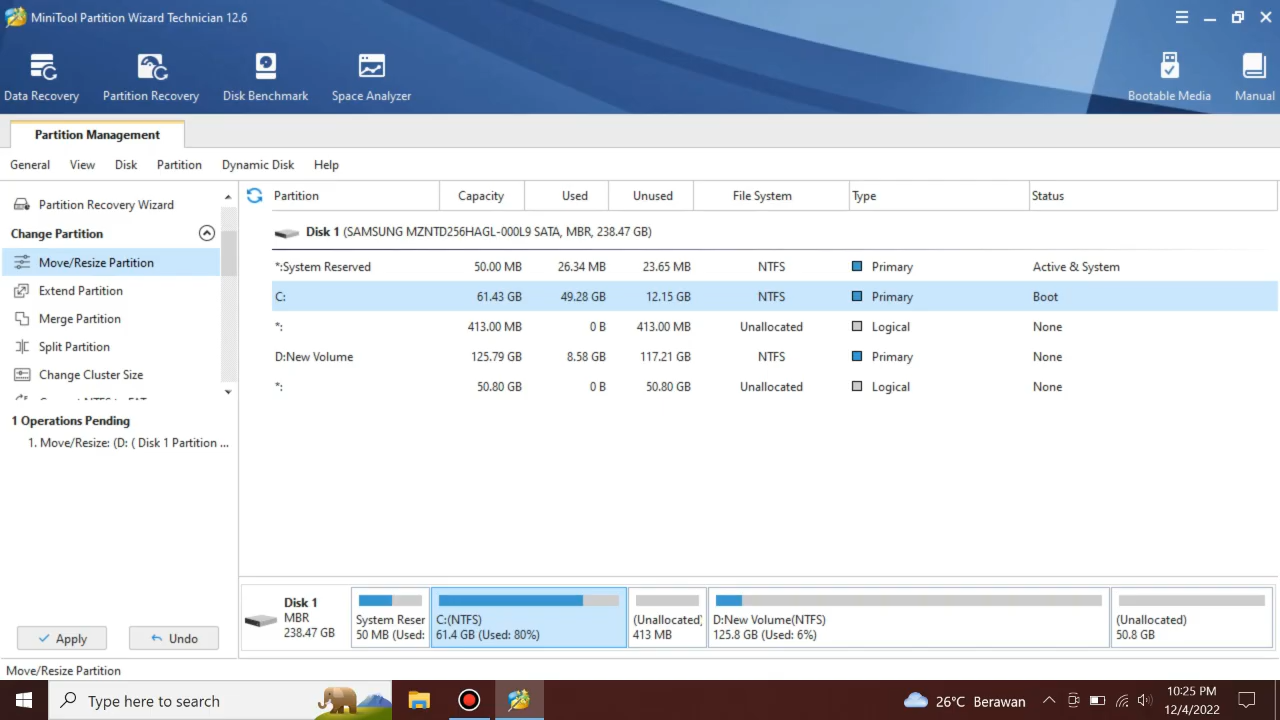 MiniTool Partition Wizard Technician 12.6
Data Recovery
Partition Recovery
Disk Benchmark
Space Analyzer
Bootable Media
Manual
Partition Management
General View Disk Partition Dynamic Disk Help
Partition Recovery Wizard
Change Partition
Move/Resize Partition
Extend Partition
Merge Partition
Split Partition
Change Cluster Size
1 Operations Pending
1. Move/Resize: (D: ( Disk 1 Partition ...
Apply
Undo
Partition Capacity Used Unused File System Type Status
Disk 1 (SAMSUNG MZNTD256HAGL-000L9 SATA, MBR, 238.47 GB)
*:System Reserved 50.00 MB 26.34 MB 23.65 MB NTFS Primary Active & System
C: 61.43 GB 49.28 GB 12.15 GB NTFS Primary Boot
*: 413.00 MB 0 B 413.00 MB Unallocated Logical None
D:New Volume 125.79 GB 8.58 GB 117.21 GB NTFS Primary None
*: 50.80 GB 0 B 50.80 GB Unallocated Logical None
Disk 1
MBR
238.47 GB
System Reser
50 MB (Used:
C:(NTFS)
61.4 GB (Used: 80%)
(Unallocated)
413 MB
D:New Volume(NTFS)
125.8 GB (Used: 6%)
(Unallocated)
50.8 GB
Move/Resize Partition
Type here to search
26°C Berawan
10:25 PM
12/4/2022